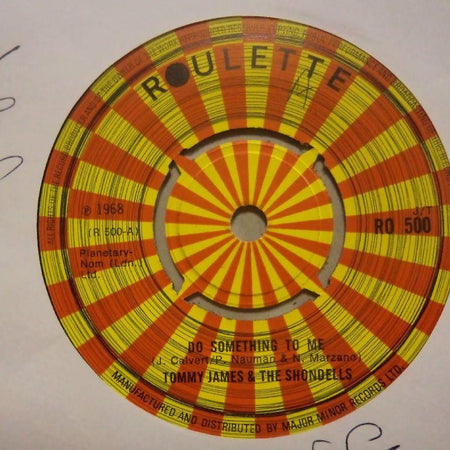 ROULETTE
A
℗ 1968
(R 500-A)
Planetary-
Nom (Ldn.)
Ltd.
J/T
RO 500
DO SOMETHING TO ME
(J. Calvert/P. Nauman & N. Marzano)
TOMMY JAMES & THE SHONDELLS
MANUFACTURED AND DISTRIBUTED BY MAJOR MINOR RECORDS LTD.